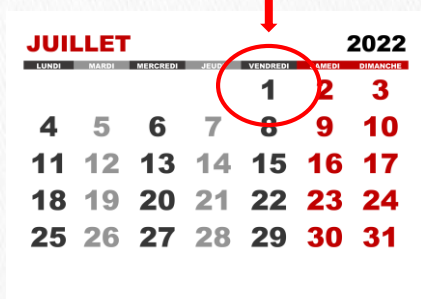 JUILLET 2022
LUNDI MARDI MERCREDI JEUDI VENDREDI SAMEDI DIMANCHE
1 2 3
4 5 6 7 8 9 10
11 12 13 14 15 16 17
18 19 20 21 22 23 24
25 26 27 28 29 30 31